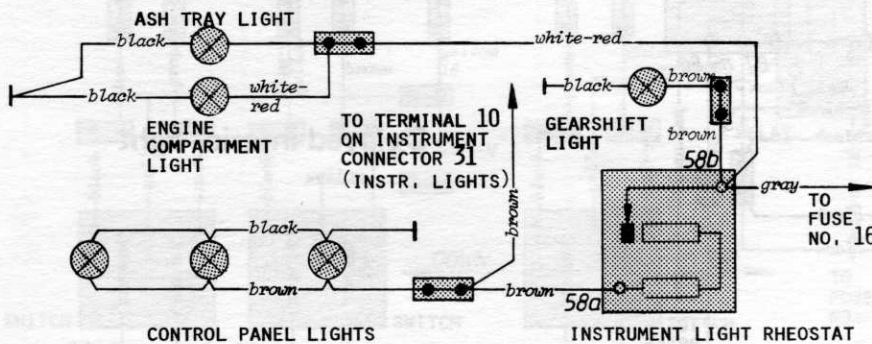 ASH TRAY LIGHT
black
white-red
black
white-
red
black
brown
ENGINE
COMPARTMENT
LIGHT
TO TERMINAL 10
ON INSTRUMENT
CONNECTOR 31
(INSTR. LIGHTS)
GEARSHIFT
LIGHT
brown
58b
gray
TO
FUSE
NO. 16
brown
black
brown
brown
58a
CONTROL PANEL LIGHTS
INSTRUMENT LIGHT RHEOSTAT